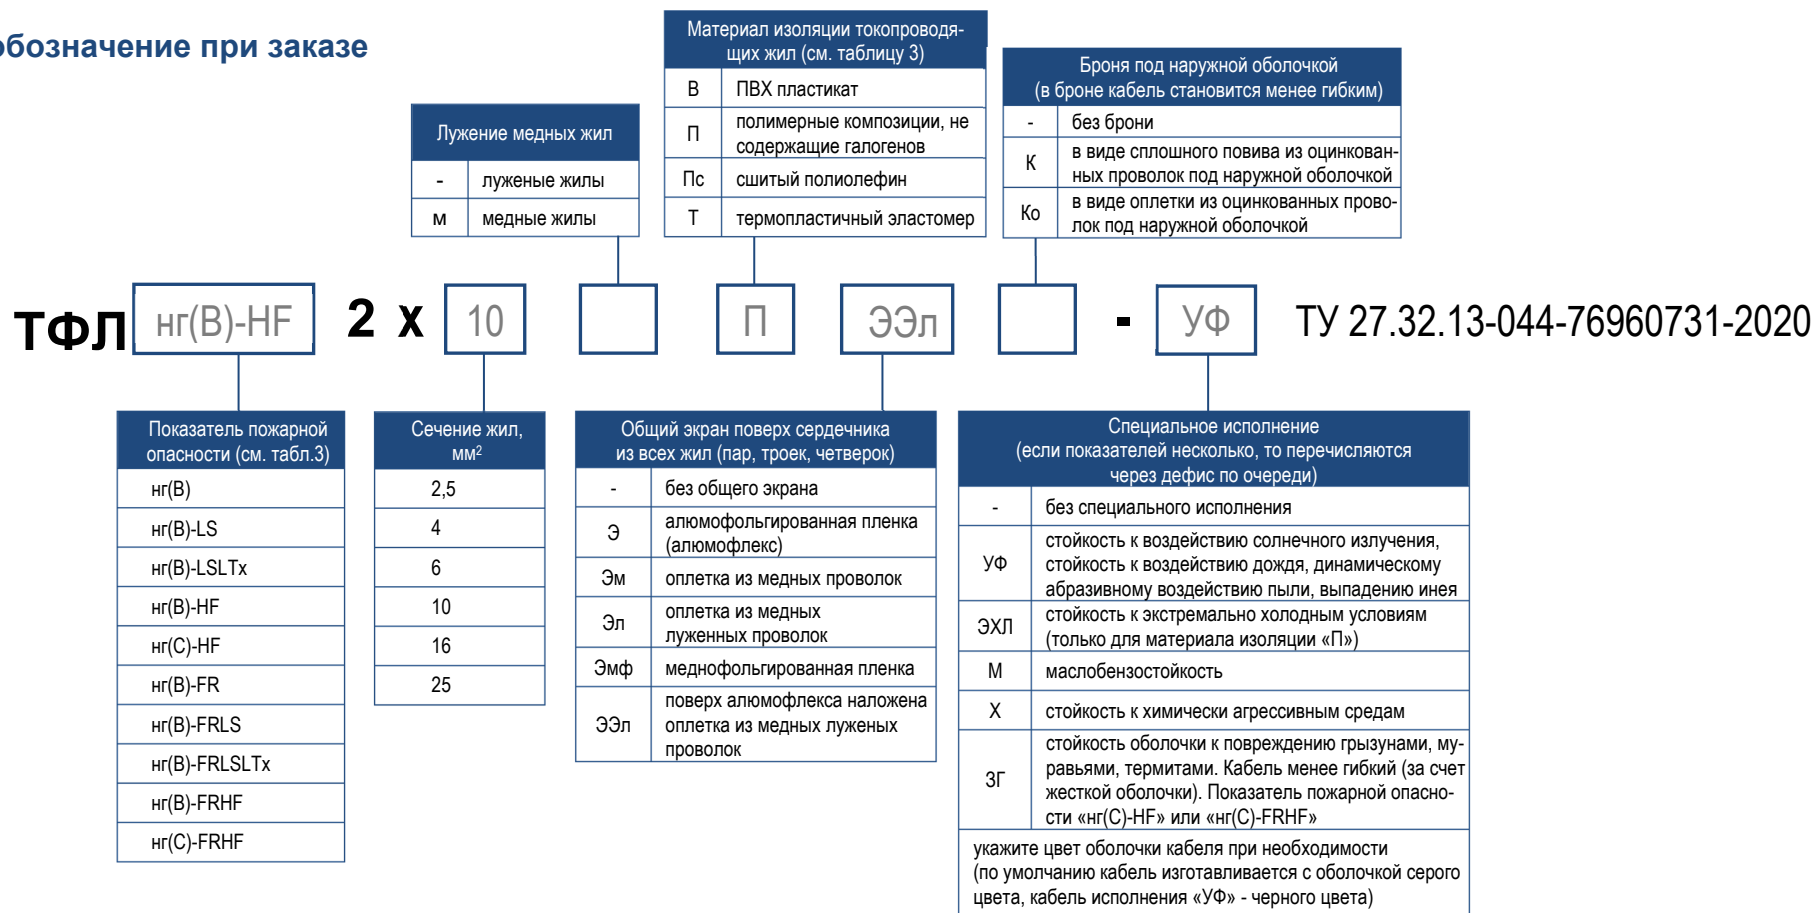 обозначение при заказе
Материал изоляции токопроводя-
щих жил (см. таблицу 3)
В ПВХ пластикат
П полимерные композиции, не
содержащие галогенов
Пс сшитый полиолефин
Т термопластичный эластомер
Броня под наружной оболочкой
(в броне кабель становится менее гибким)
- без брони
К в виде сплошного повива из оцинкован-
ных проволок под наружной оболочкой
Ко в виде оплетки из оцинкованных прово-
лок под наружной оболочкой
Лужение медных жил
- луженые жилы
м медные жилы
ТФЛ нг(В)-HF 2 х 10 П ЭЭл - УФ ТУ 27.32.13-044-76960731-2020
Показатель пожарной
опасности (см. табл.3)
нг(В)
нг(В)-LS
нг(В)-LSLTx
нг(В)-HF
нг(С)-HF
нг(В)-FR
нг(В)-FRLS
нг(В)-FRLSLTx
нг(В)-FRHF
нг(С)-FRHF
Сечение жил,
мм²
2,5
4
6
10
16
25
Общий экран поверх сердечника
из всех жил (пар, троек, четверок)
- без общего экрана
Э алюмофольгированная пленка
(алюмофлекс)
Эм оплетка из медных проволок
Эл оплетка из медных
луженных проволок
Эмф меднофольгированная пленка
ЭЭл поверх алюмофлекса наложена
оплетка из медных луженых
проволок
Специальное исполнение
(если показателей несколько, то перечисляются
через дефис по очереди)
- без специального исполнения
УФ стойкость к воздействию солнечного излучения,
стойкость к воздействию дождя, динамическому
абразивному воздействию пыли, выпадению инея
ЭХЛ стойкость к экстремально холодным условиям
(только для материала изоляции «П»)
М маслобензостойкость
Х стойкость к химически агрессивным средам
ЗГ стойкость оболочки к повреждению грызунами, му-
равьями, термитами. Кабель менее гибкий (за счет
жесткой оболочки). Показатель пожарной опасно-
сти «нг(С)-HF» или «нг(С)-FRHF»
укажите цвет оболочки кабеля при необходимости
(по умолчанию кабель изготавливается с оболочкой серого
цвета, кабель исполнения «УФ» - черного цвета)